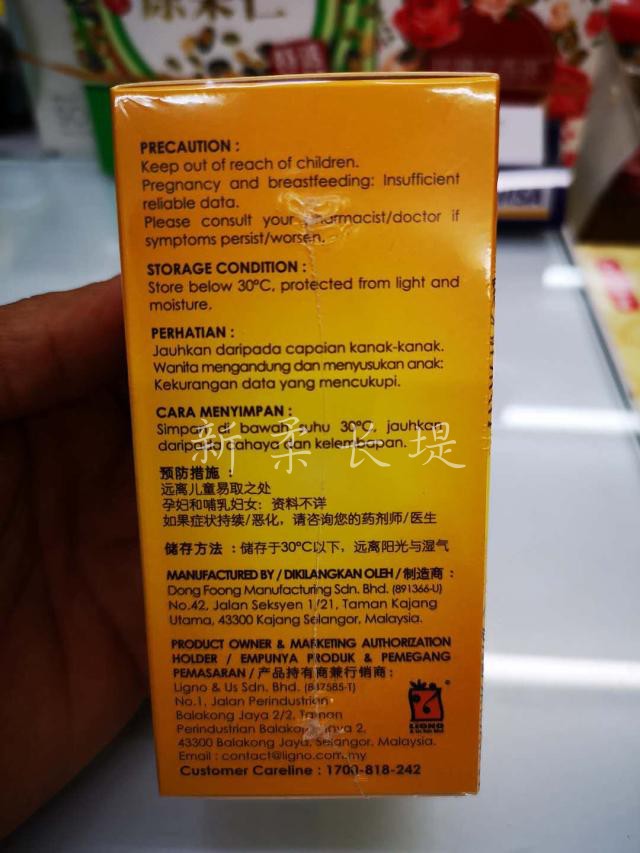 PRECAUTION :
Keep out of reach of children.
Pregnancy and breastfeeding: Insufficient
reliable data.
Please consult your pharmacist/doctor if
symptoms persist/worsen.
STORAGE CONDITION :
Store below 30°C, protected from light and
moisture.
PERHATIAN :
Jauhkan daripada capaian kanak-kanak.
Wanita mengandung dan menyusukan anak:
Kekurangan data yang mencukupi.
CARA MENYIMPAN :
Simpan di bawah suhu 30°C, jauhkan
daripada cahaya dan kelembapan.
新柔长堤
预防措施 :
远离儿童易取之处
孕妇和哺乳妇女: 资料不详
如果症状持续/恶化，请咨询您的药剂师/医生
储存方法 : 储存于30°C以下，远离阳光与湿气
MANUFACTURED BY / DIKILANGKAN OLEH / 制造商 :
Dong Foong Manufacturing Sdn. Bhd. (891366-U)
No.42, Jalan Seksyen 1/21, Taman Kajang
Utama, 43300 Kajang Selangor, Malaysia.
PRODUCT OWNER & MARKETING AUTHORIZATION
HOLDER / EMPUNYA PRODUK & PEMEGANG
PEMASARAN / 产品持有商兼行销商 :
Ligno & Us Sdn. Bhd. (847585-T)
No.1, Jalan Perindustrian
Balakong Jaya 2/2, Taman
Perindustrian Balakong Jaya 2,
43300 Balakong Jaya, Selangor, Malaysia.
Email : contact@ligno.com.my
Customer Careline : 1700-818-242
LIGNO
VISA